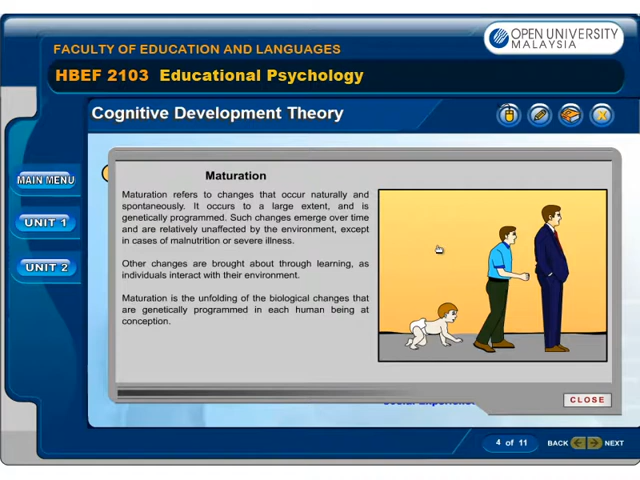 OPEN UNIVERSITY
MALAYSIA
FACULTY OF EDUCATION AND LANGUAGES
HBEF 2103 Educational Psychology
Cognitive Development Theory
MAIN MENU
UNIT 1
UNIT 2
Maturation
Maturation refers to changes that occur naturally and
spontaneously. It occurs to a large extent, and is
genetically programmed. Such changes emerge over time
and are relatively unaffected by the environment, except
in cases of malnutrition or severe illness.
Other changes are brought about through learning, as
individuals interact with their environment.
Maturation is the unfolding of the biological changes that
are genetically programmed in each human being at
conception.
CLOSE
4 of 11
BACK
NEXT